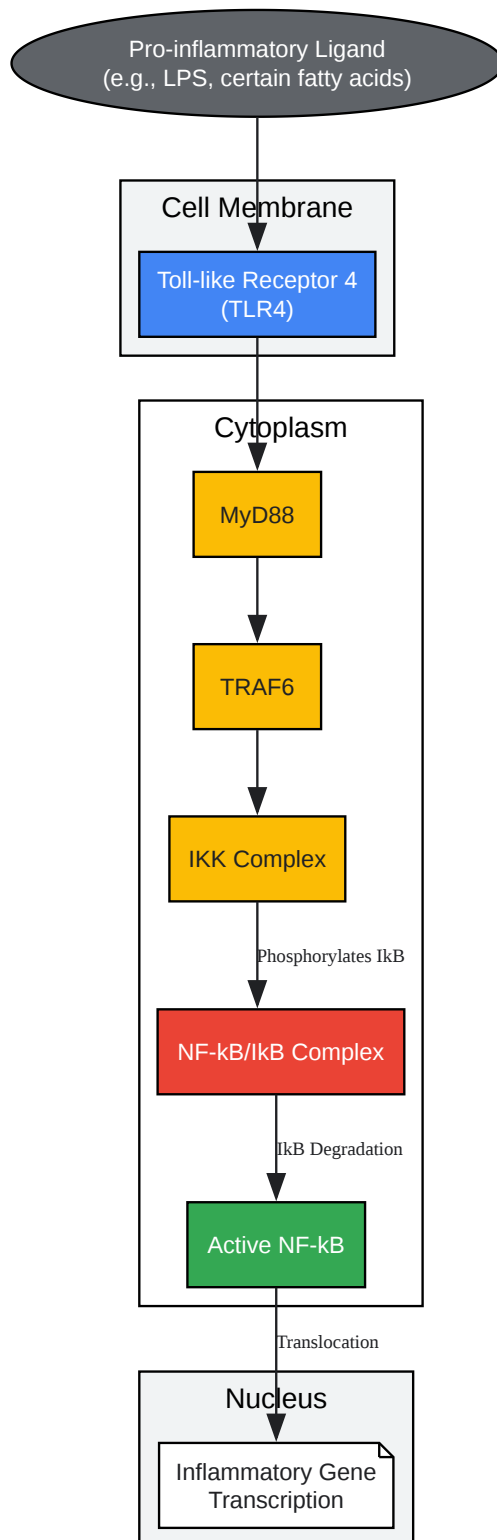 Pro-inflammatory Ligand
(e.g., LPS, certain fatty acids)
Cell Membrane
Toll-like Receptor 4
(TLR4)
Cytoplasm
MyD88
TRAF6
IKK Complex
Phosphorylates IkB
NF-kB/IkB Complex
IkB Degradation
Active NF-kB
Translocation
Nucleus
Inflammatory Gene
Transcription